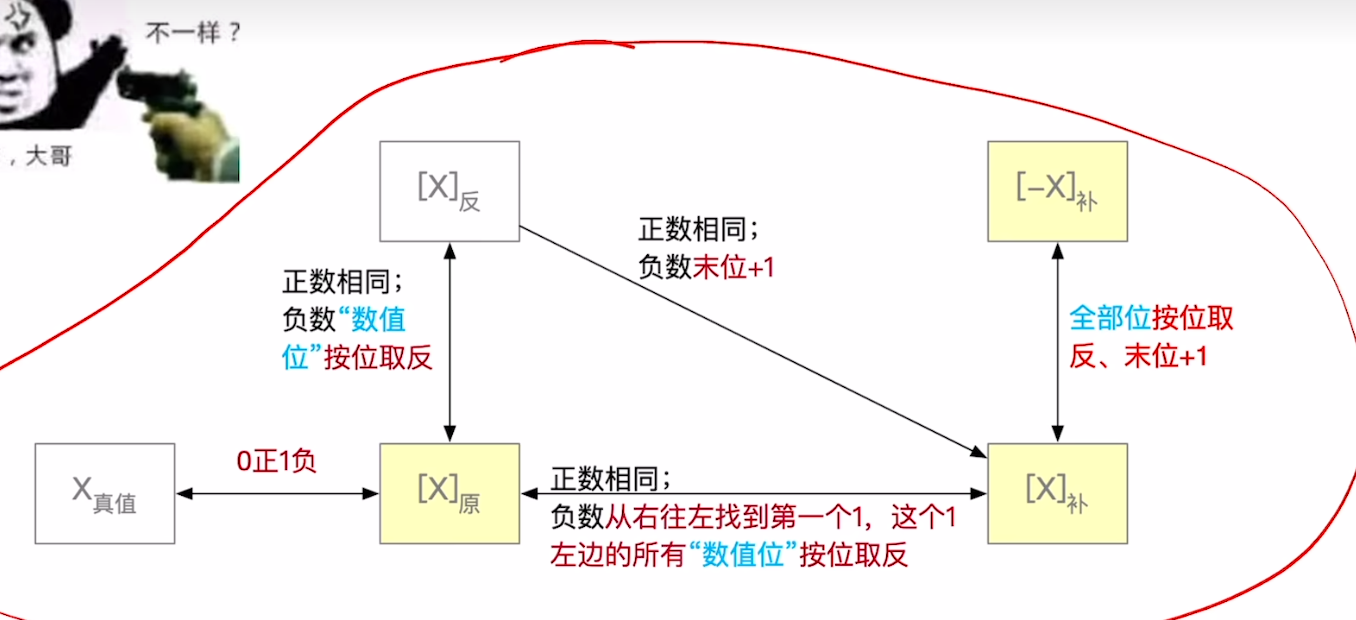 不一样？
，大哥
[X]反
[-X]补
正数相同；
负数末位+1
正数相同；
负数“数值
位”按位取反
全部位按位取
反、末位+1
0正1负
X真值
[X]原
正数相同；
负数从右往左找到第一个1，这个1
左边的所有“数值位”按位取反
[X]补